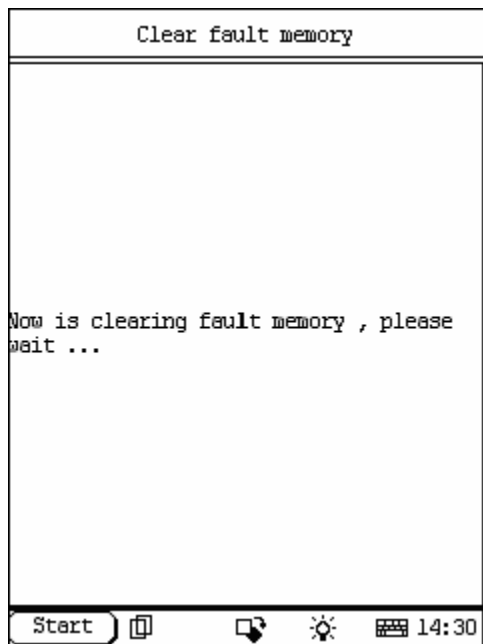 Clear fault memory
Now is clearing fault memory , please
wait ...
Start
14:30